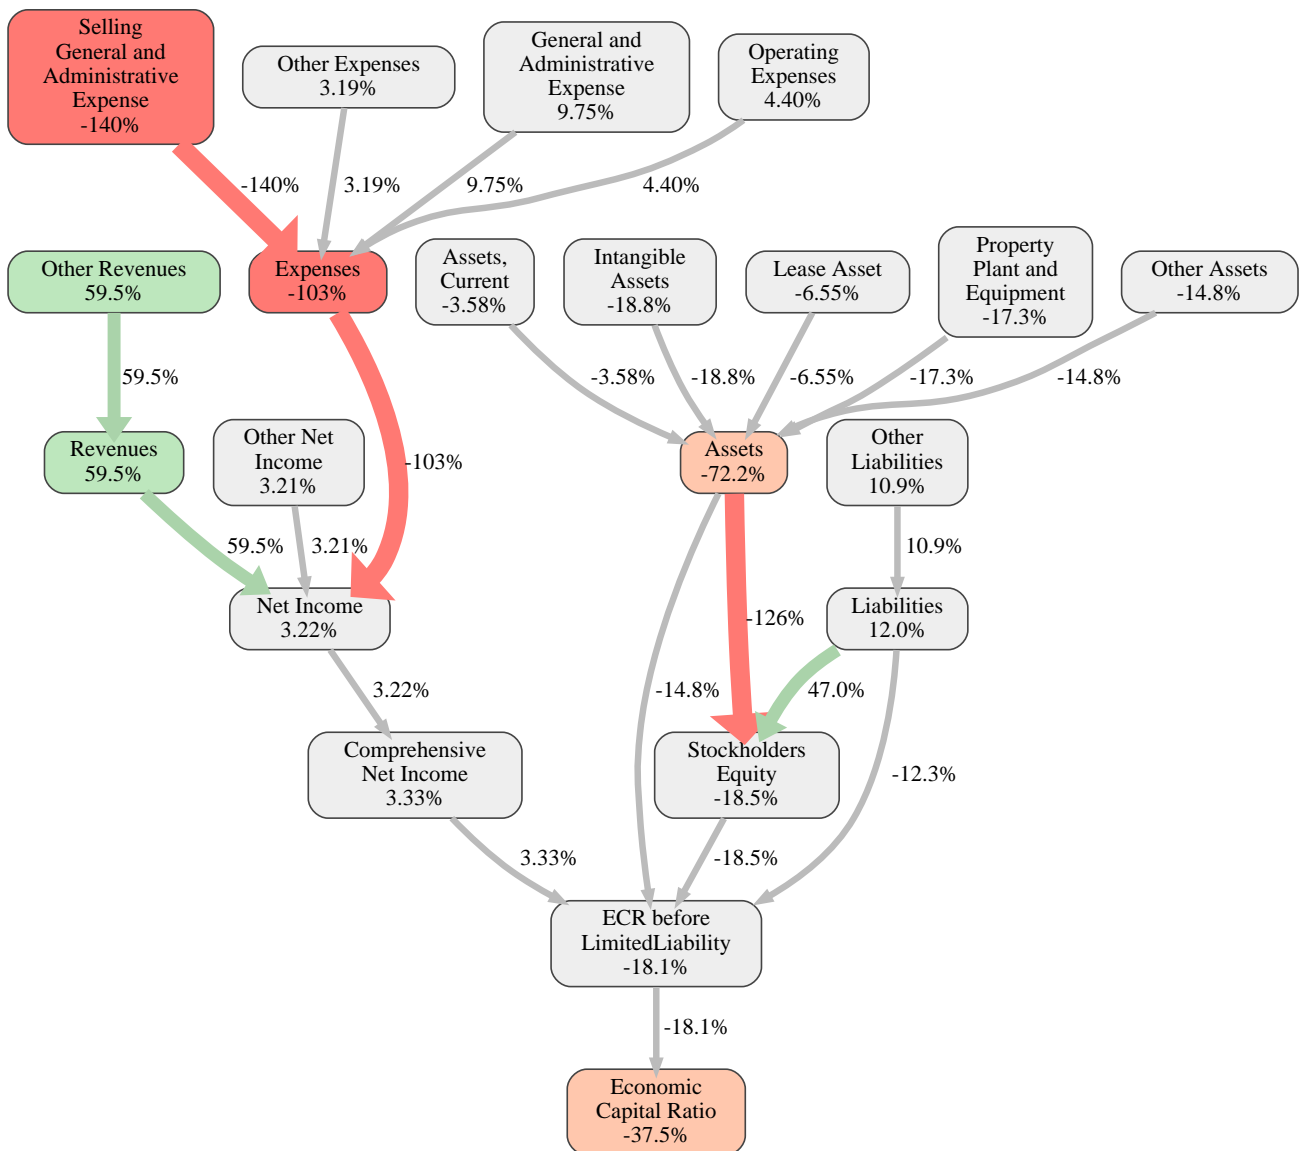 Selling
General and
Administrative
Expense
-140%
Other Expenses
3.19%
General and
Administrative
Expense
9.75%
Operating
Expenses
4.40%
-140%
3.19%
9.75%
4.40%
Other Revenues
59.5%
Expenses
-103%
Assets,
Current
-3.58%
Intangible
Assets
-18.8%
Lease Asset
-6.55%
Property
Plant and
Equipment
-17.3%
Other Assets
-14.8%
59.5%
-3.58%
-18.8%
-6.55%
-17.3%
-14.8%
Revenues
59.5%
Other Net
Income
3.21%
-103%
Assets
-72.2%
Other
Liabilities
10.9%
59.5%
3.21%
10.9%
Net Income
3.22%
-126%
Liabilities
12.0%
3.22%
-14.8%
47.0%
Comprehensive
Net Income
3.33%
Stockholders
Equity
-18.5%
-12.3%
3.33%
-18.5%
ECR before
LimitedLiability
-18.1%
-18.1%
Economic
Capital Ratio
-37.5%